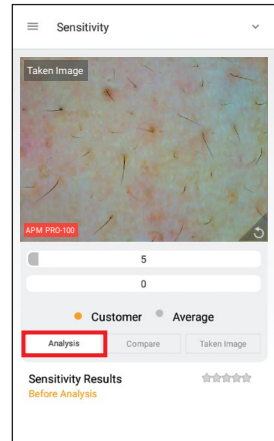 Sensitivity
Taken Image
APM PRO-100
5
0
Customer Average
Analysis Compare Taken Image
Sensitivity Results
Before Analysis